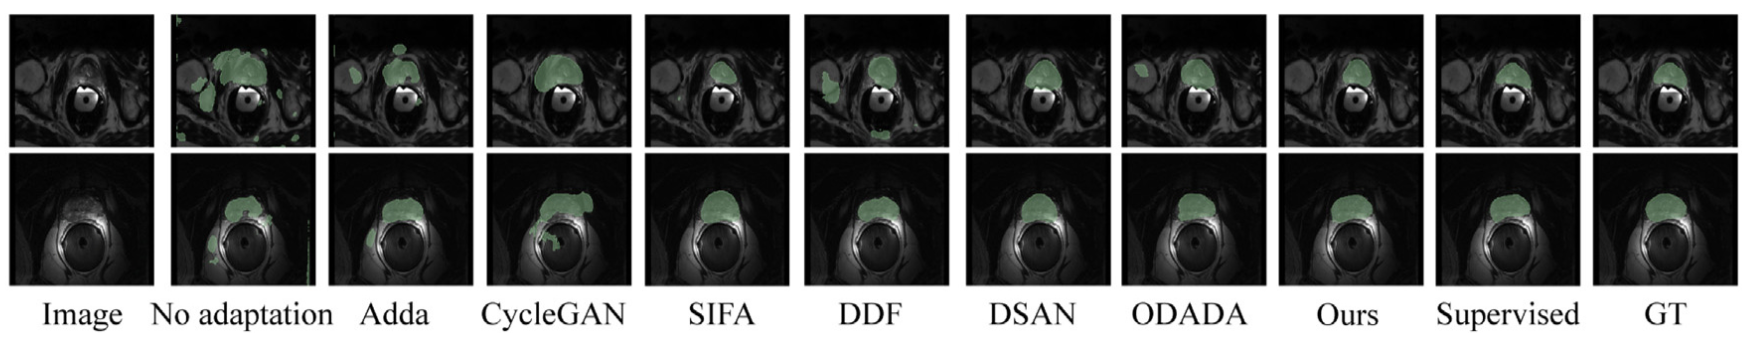 Image No adaptation Adda CycleGAN SIFA DDF DSAN ODADA Ours Supervised GT